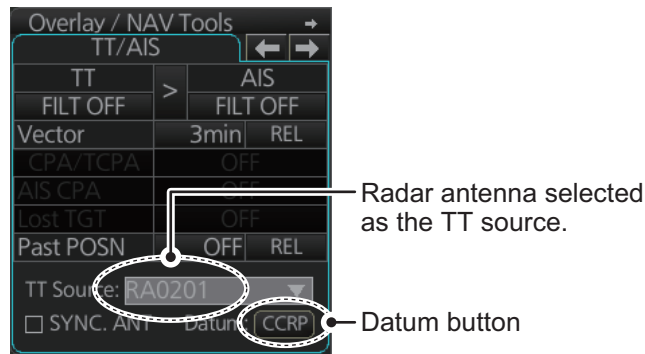 Overlay / NAV Tools
TT/AIS
TT > AIS
FILT OFF FILT OFF
Vector 3min REL
CPA/TCPA OFF
AIS CPA OFF
Lost TGT OFF
Past POSN OFF REL
TT Source: RA0201
SYNC. ANT Datum: CCRP
Radar antenna selected
as the TT source.
Datum button